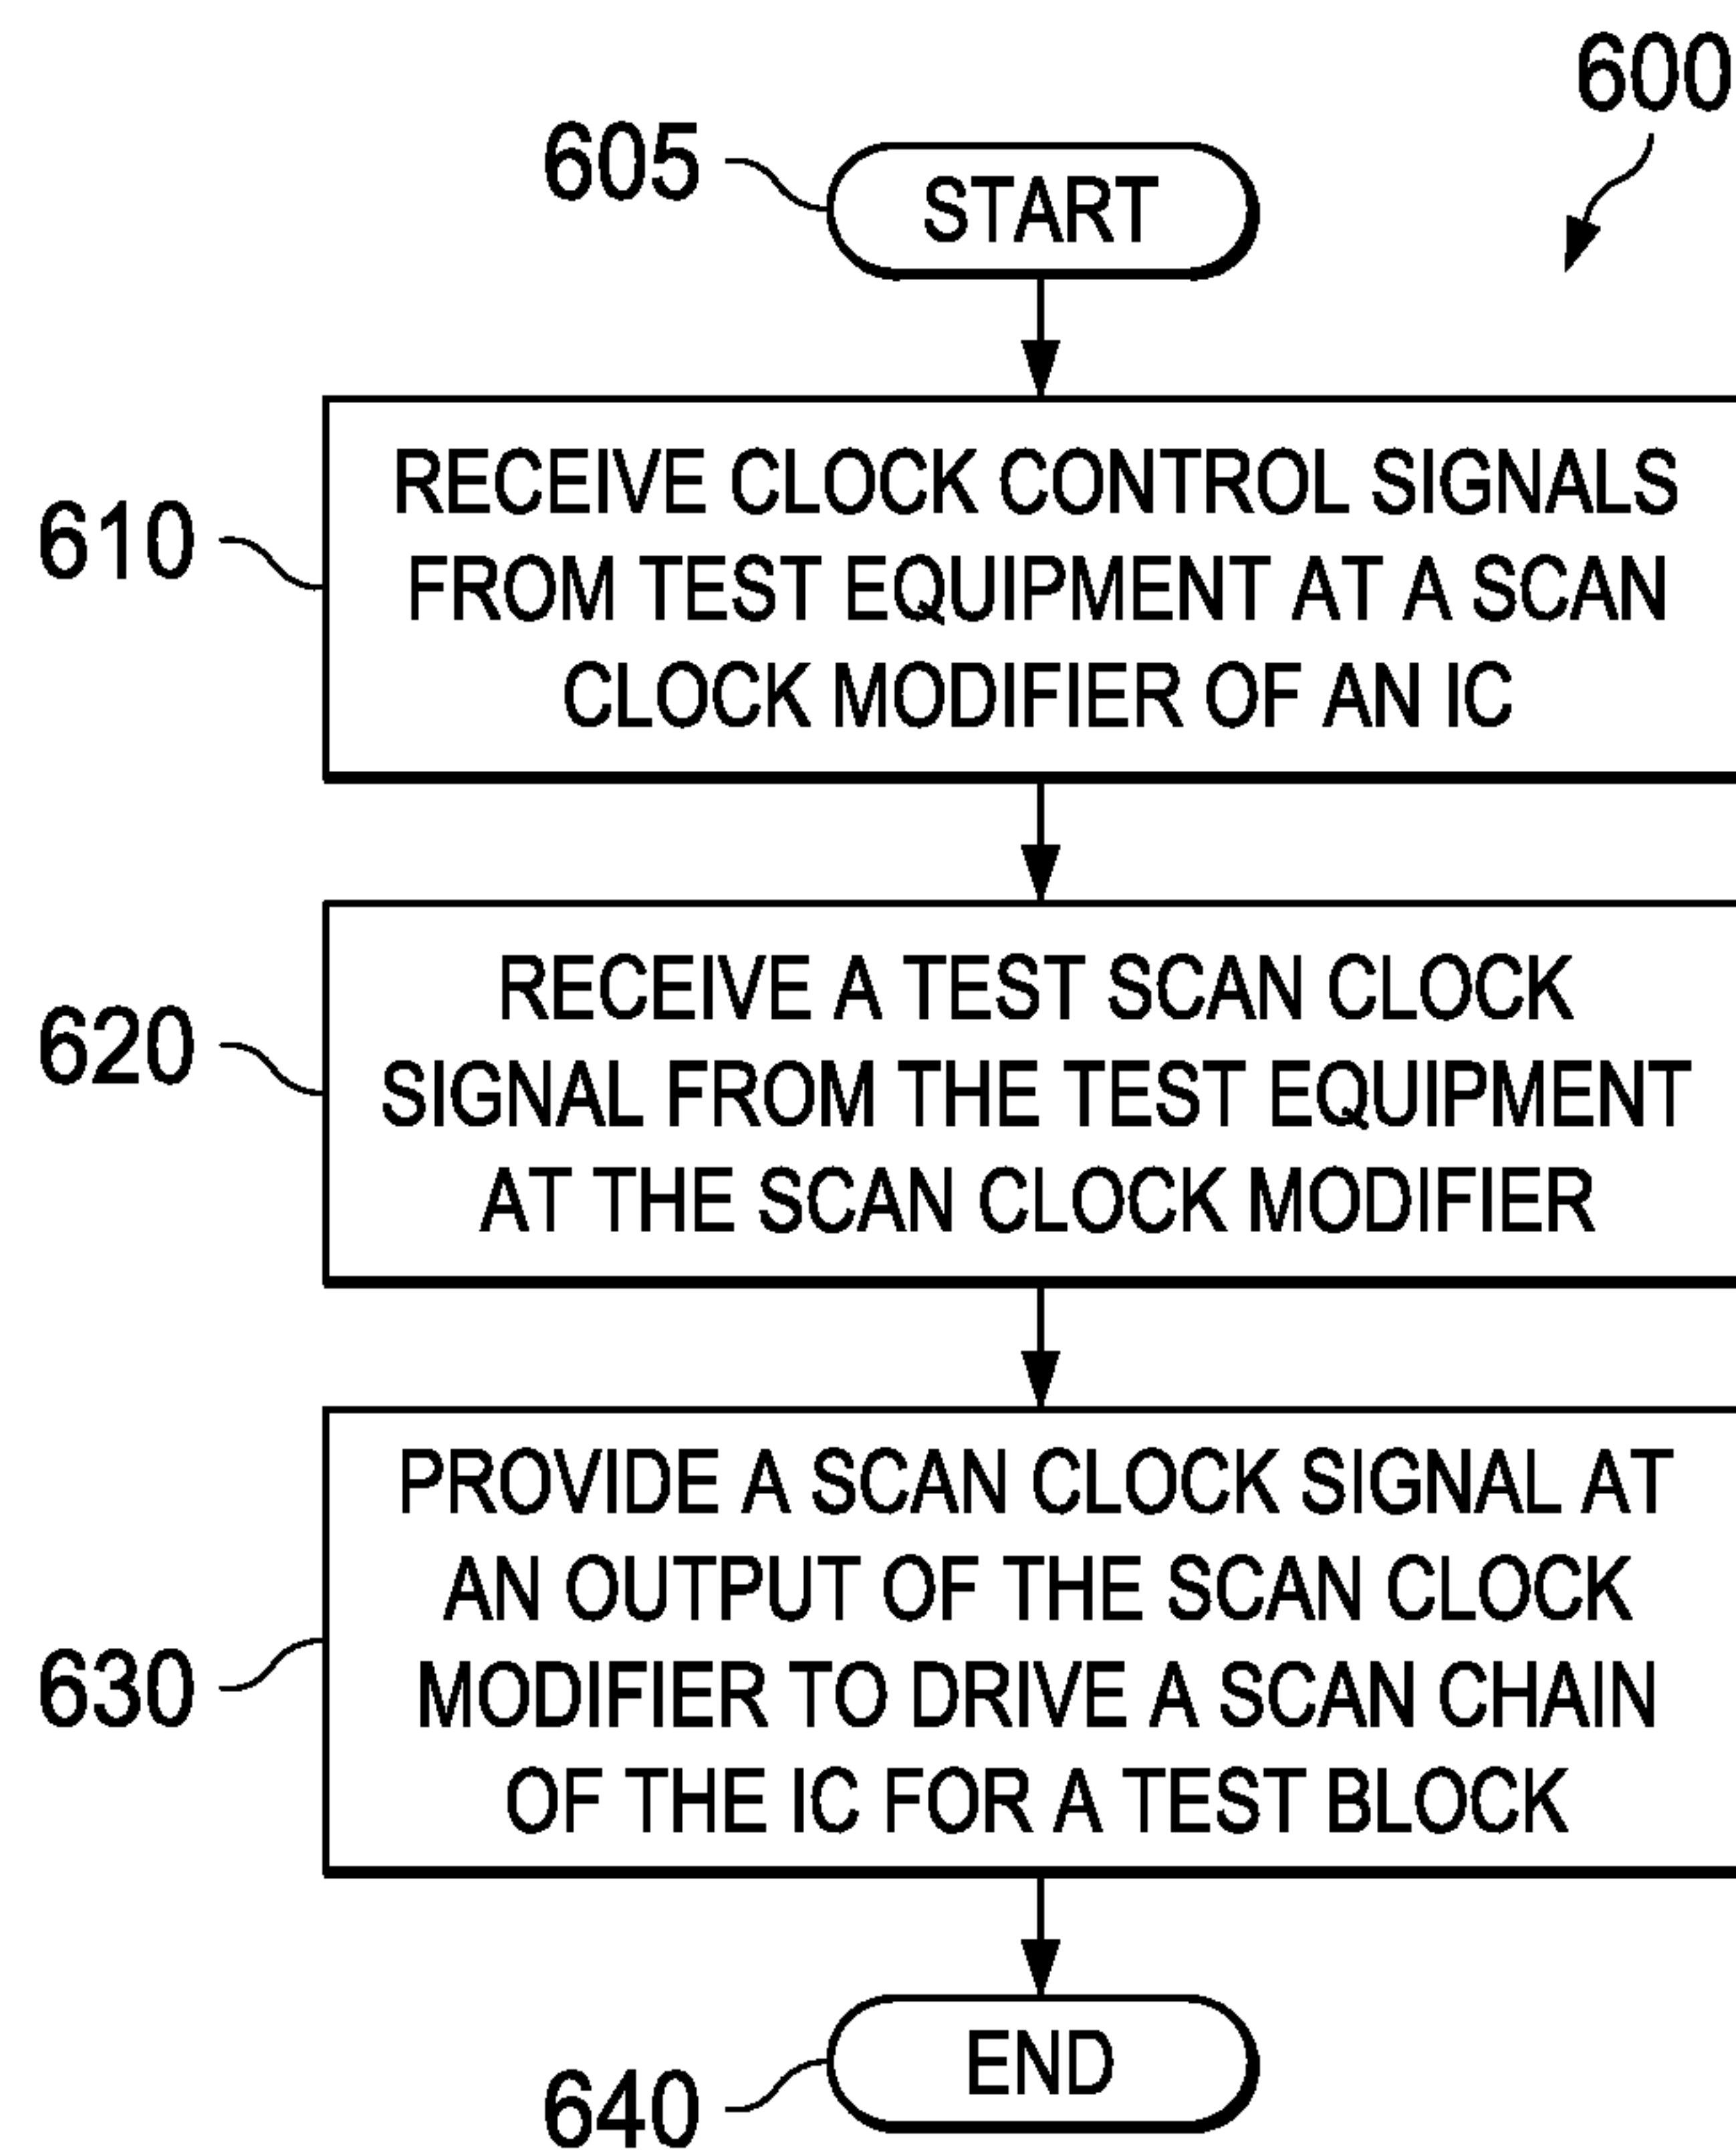 600
605
START
610
RECEIVE CLOCK CONTROL SIGNALS
FROM TEST EQUIPMENT AT A SCAN
CLOCK MODIFIER OF AN IC
620
RECEIVE A TEST SCAN CLOCK
SIGNAL FROM THE TEST EQUIPMENT
AT THE SCAN CLOCK MODIFIER
630
PROVIDE A SCAN CLOCK SIGNAL AT
AN OUTPUT OF THE SCAN CLOCK
MODIFIER TO DRIVE A SCAN CHAIN
OF THE IC FOR A TEST BLOCK
640
END